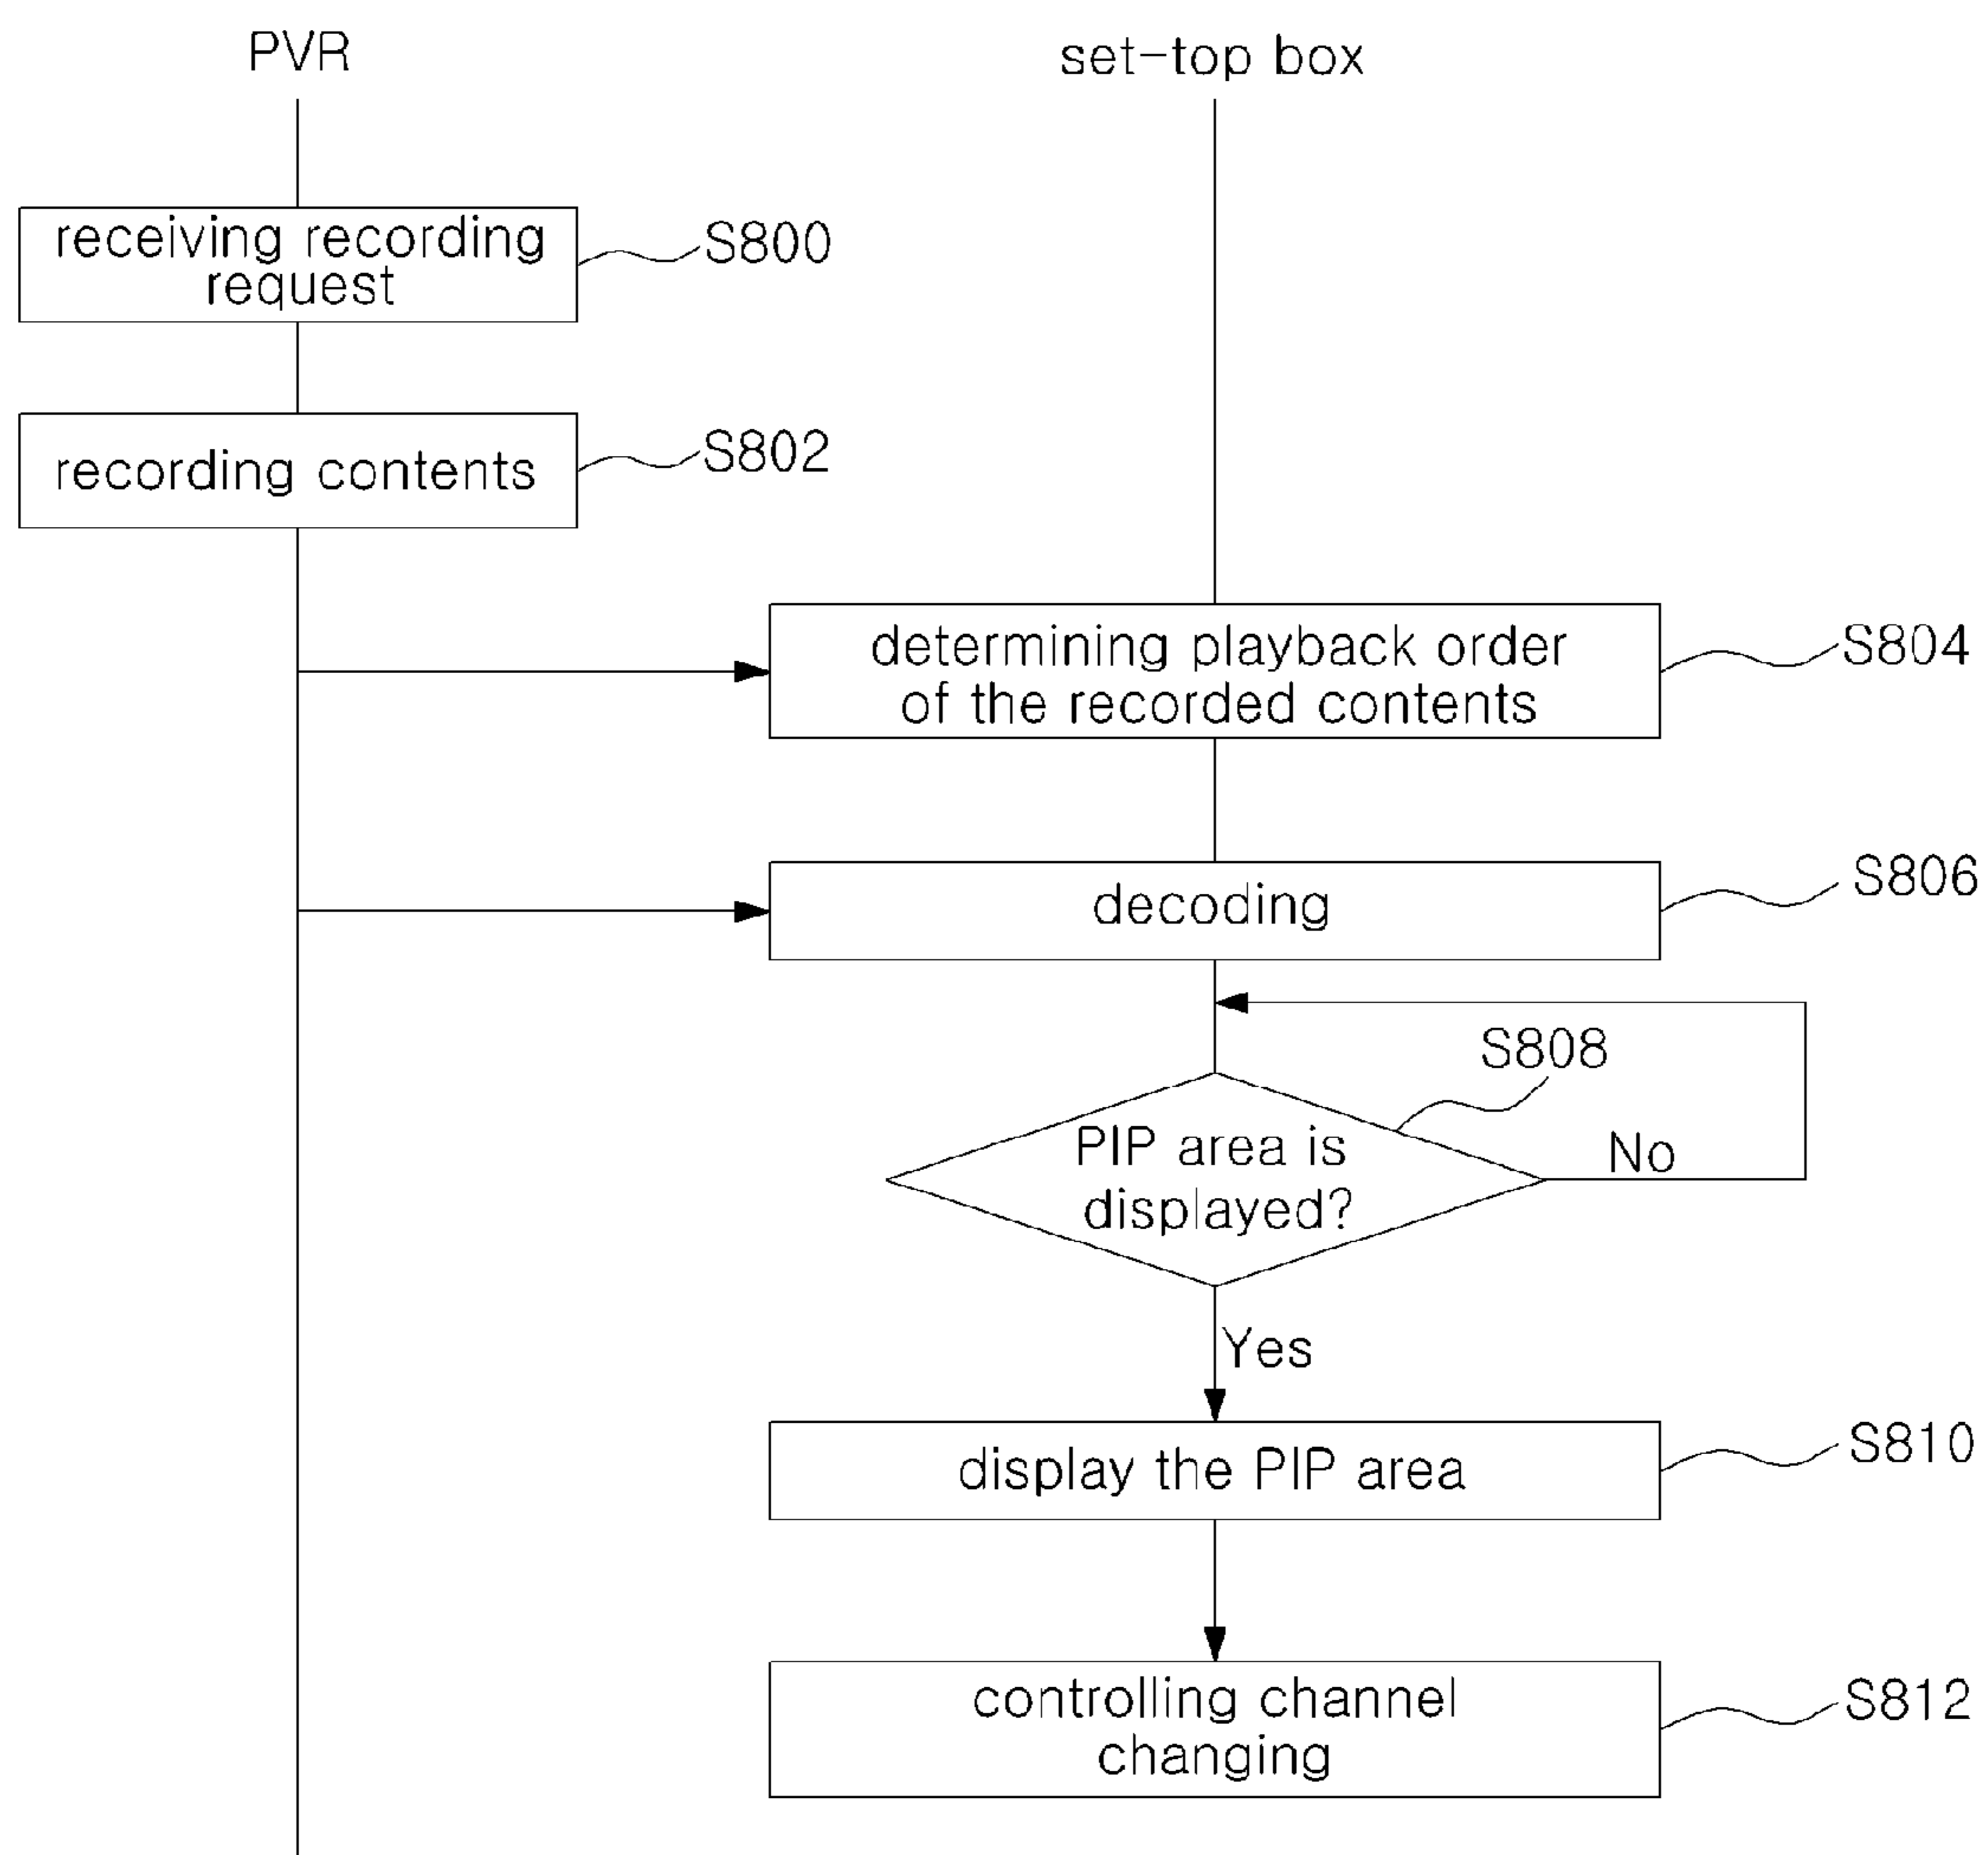 PVR
set-top box
receiving recording
request
S800
recording contents
S802
determining playback order
of the recorded contents
S804
decoding
S806
S808
PIP area is
displayed?
No
Yes
display the PIP area
S810
controlling channel
changing
S812